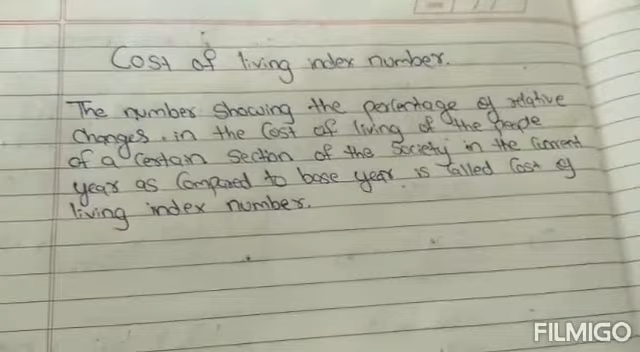 Cost of living index number.
The number showing the percentage of relative
changes in the cost of living of the people
of a certain section of the society in the current
year as compared to base year is called cost of
living index number.
FILMIGO